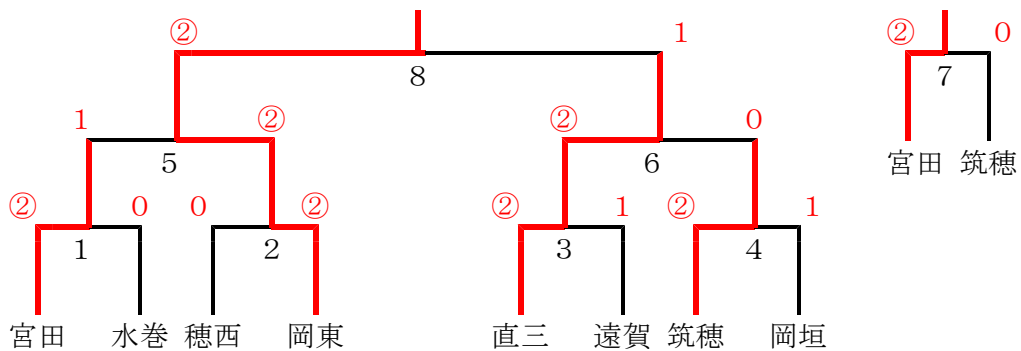 ② 1 ② 0
8 7
1 ② ② 0 宮田 筑穂
5 6
② 0 0 ② ② 1 ② 1
1 2 3 4
宮田 水巻 穂西 岡東 直三 遠賀 筑穂 岡垣